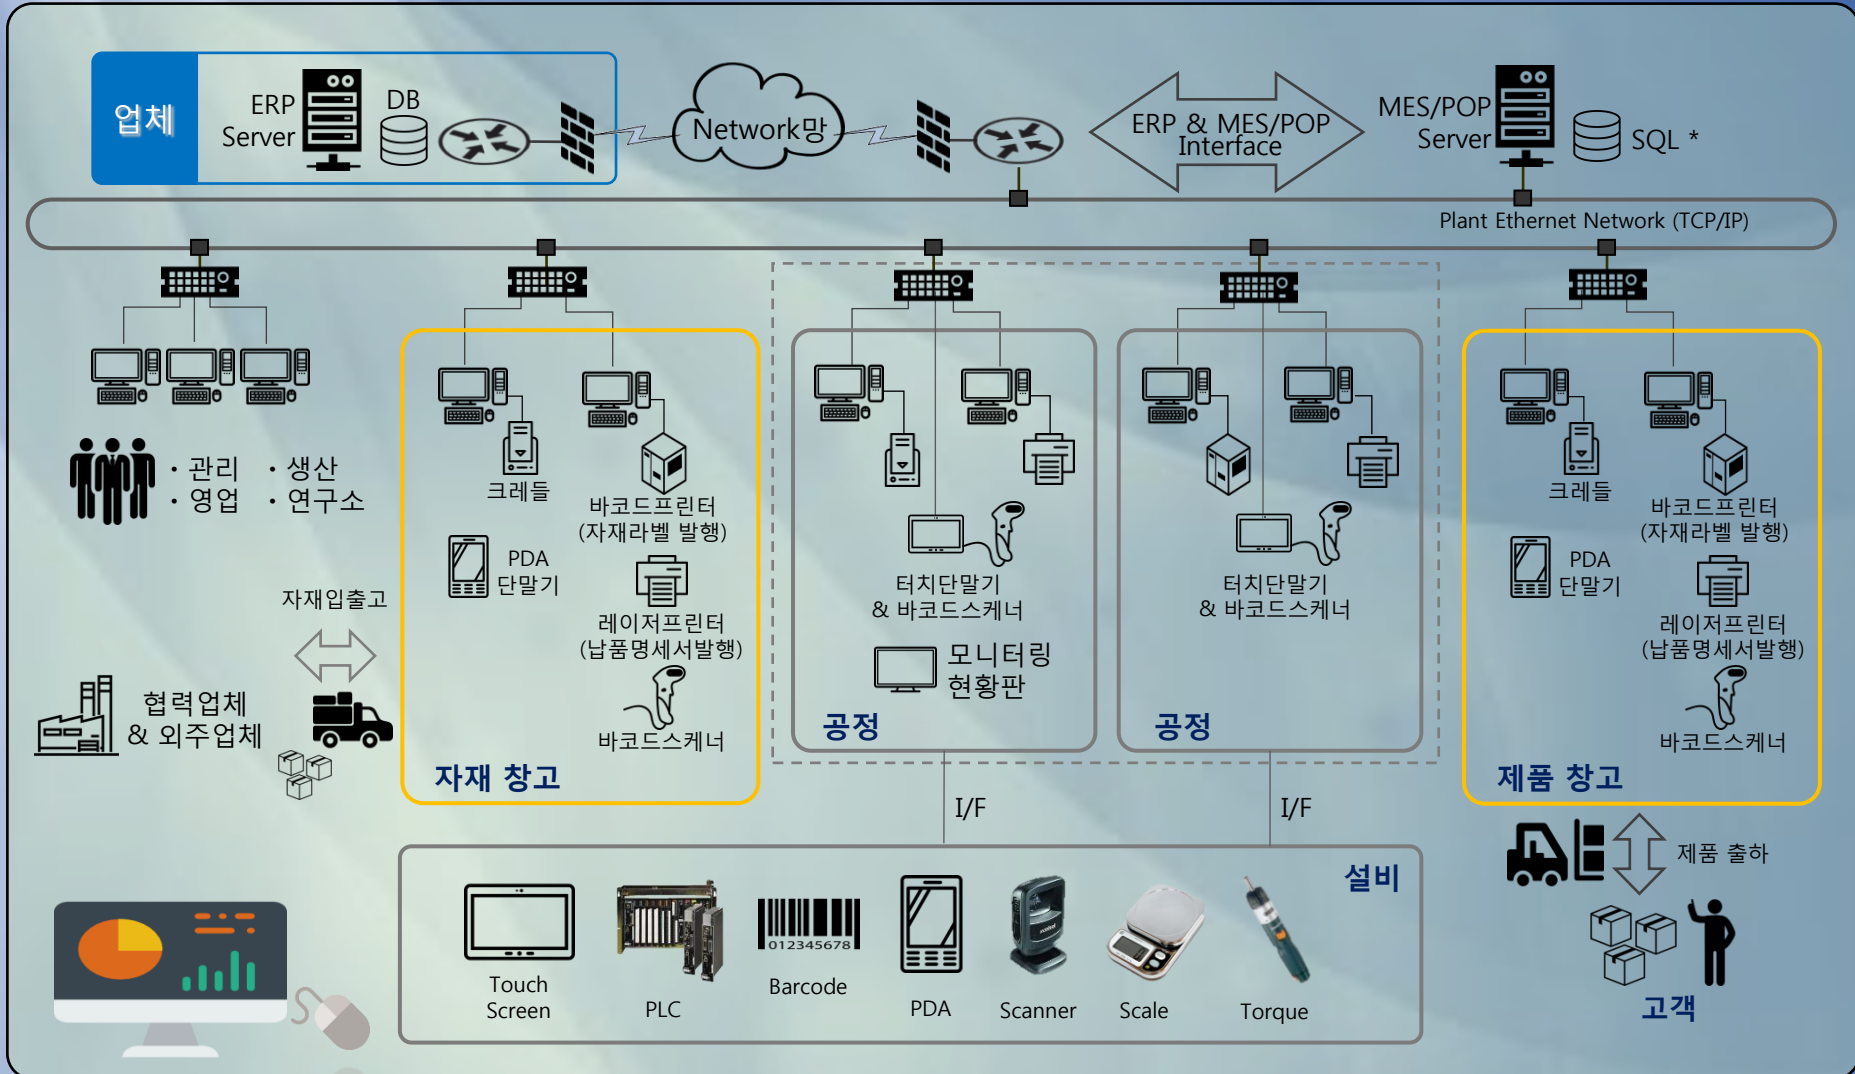 업체
ERP
Server
DB
Network망
ERP & MES/POP
Interface
MES/POP
Server
SQL *
Plant Ethernet Network (TCP/IP)
· 관리 · 생산
· 영업 · 연구소
자재입출고
협력업체
& 외주업체
크레들
바코드프린터
(자재라벨 발행)
PDA
단말기
레이저프린터
(납품명세서발행)
바코드스케너
자재 창고
터치단말기
& 바코드스케너
모니터링
현황판
공정
터치단말기
& 바코드스케너
공정
크레들
바코드프린터
(자재라벨 발행)
PDA
단말기
레이저프린터
(납품명세서발행)
바코드스케너
제품 창고
I/F
I/F
제품 출하
고객
설비
012345678
Touch
Screen
PLC
Barcode
PDA
Scanner
Scale
Torque